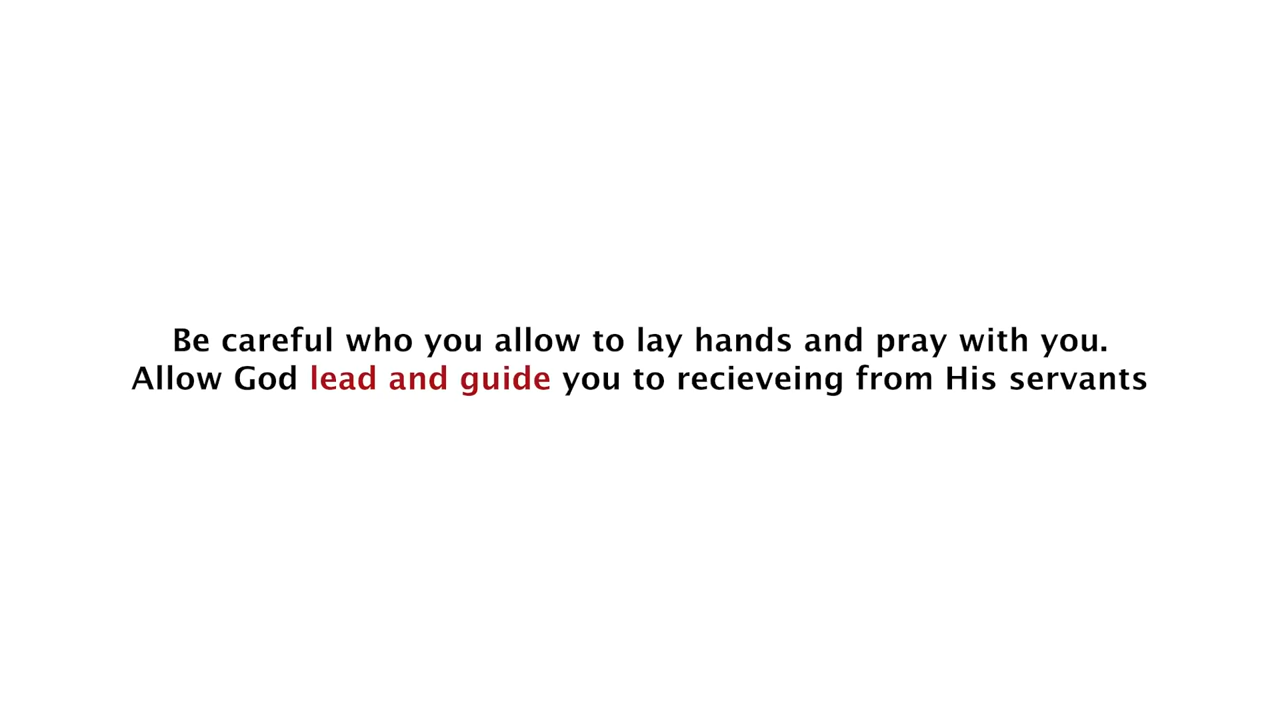 Be careful who you allow to lay hands and pray with you.
Allow God lead and guide you to recieveing from His servants